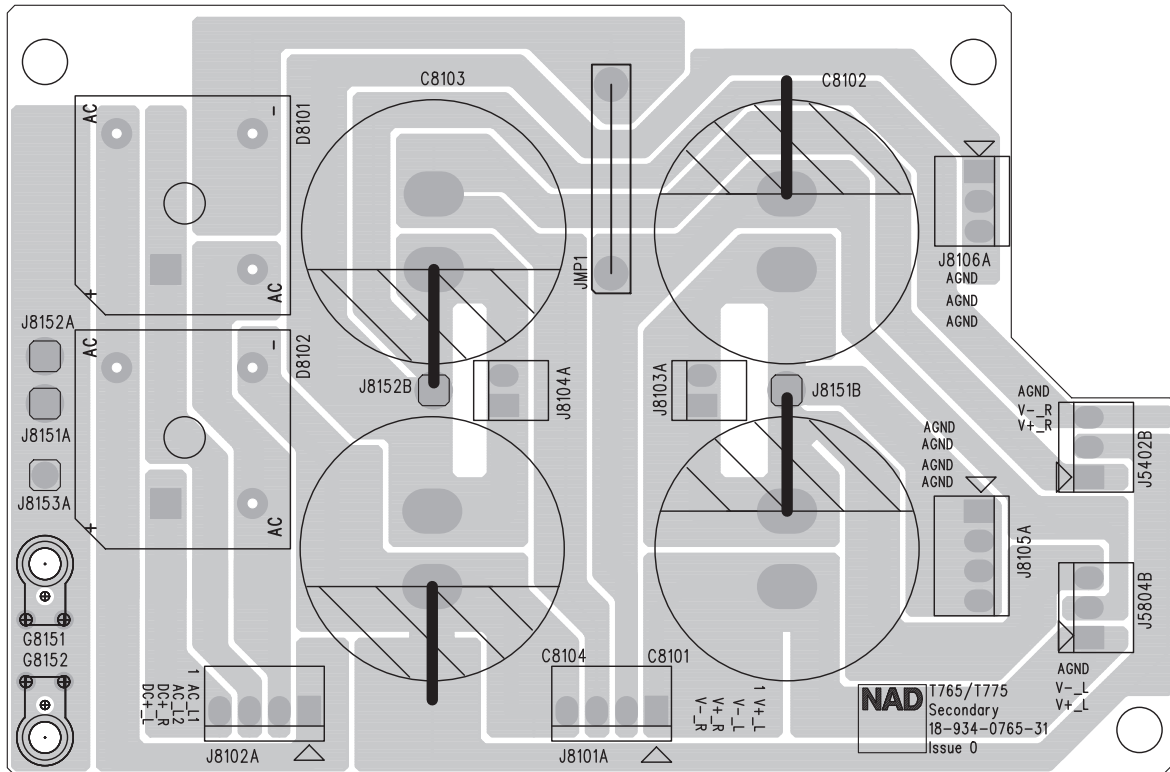 C8103
C8102
AC
-
D8101
+
AC
JMP1
J8106A
AGND
AGND
AGND
J8152A
AC
-
D8102
+
AC
J8151A
J8153A
J8152B
J8104A
J8103A
J8151B
AGND
V-_R
V+_R
J5402B
AGND
AGND
AGND
AGND
J8105A
J5804B
AGND
V-_L
V+_L
G8151
G8152
1 AC_L1
AC_L2
DC+_R
DC+_L
J8102A
C8104
C8101
J8101A
1 V+_L
V-_L
V+_R
V-_R
NAD
T765/T775
Secondary
18-934-0765-31
Issue 0